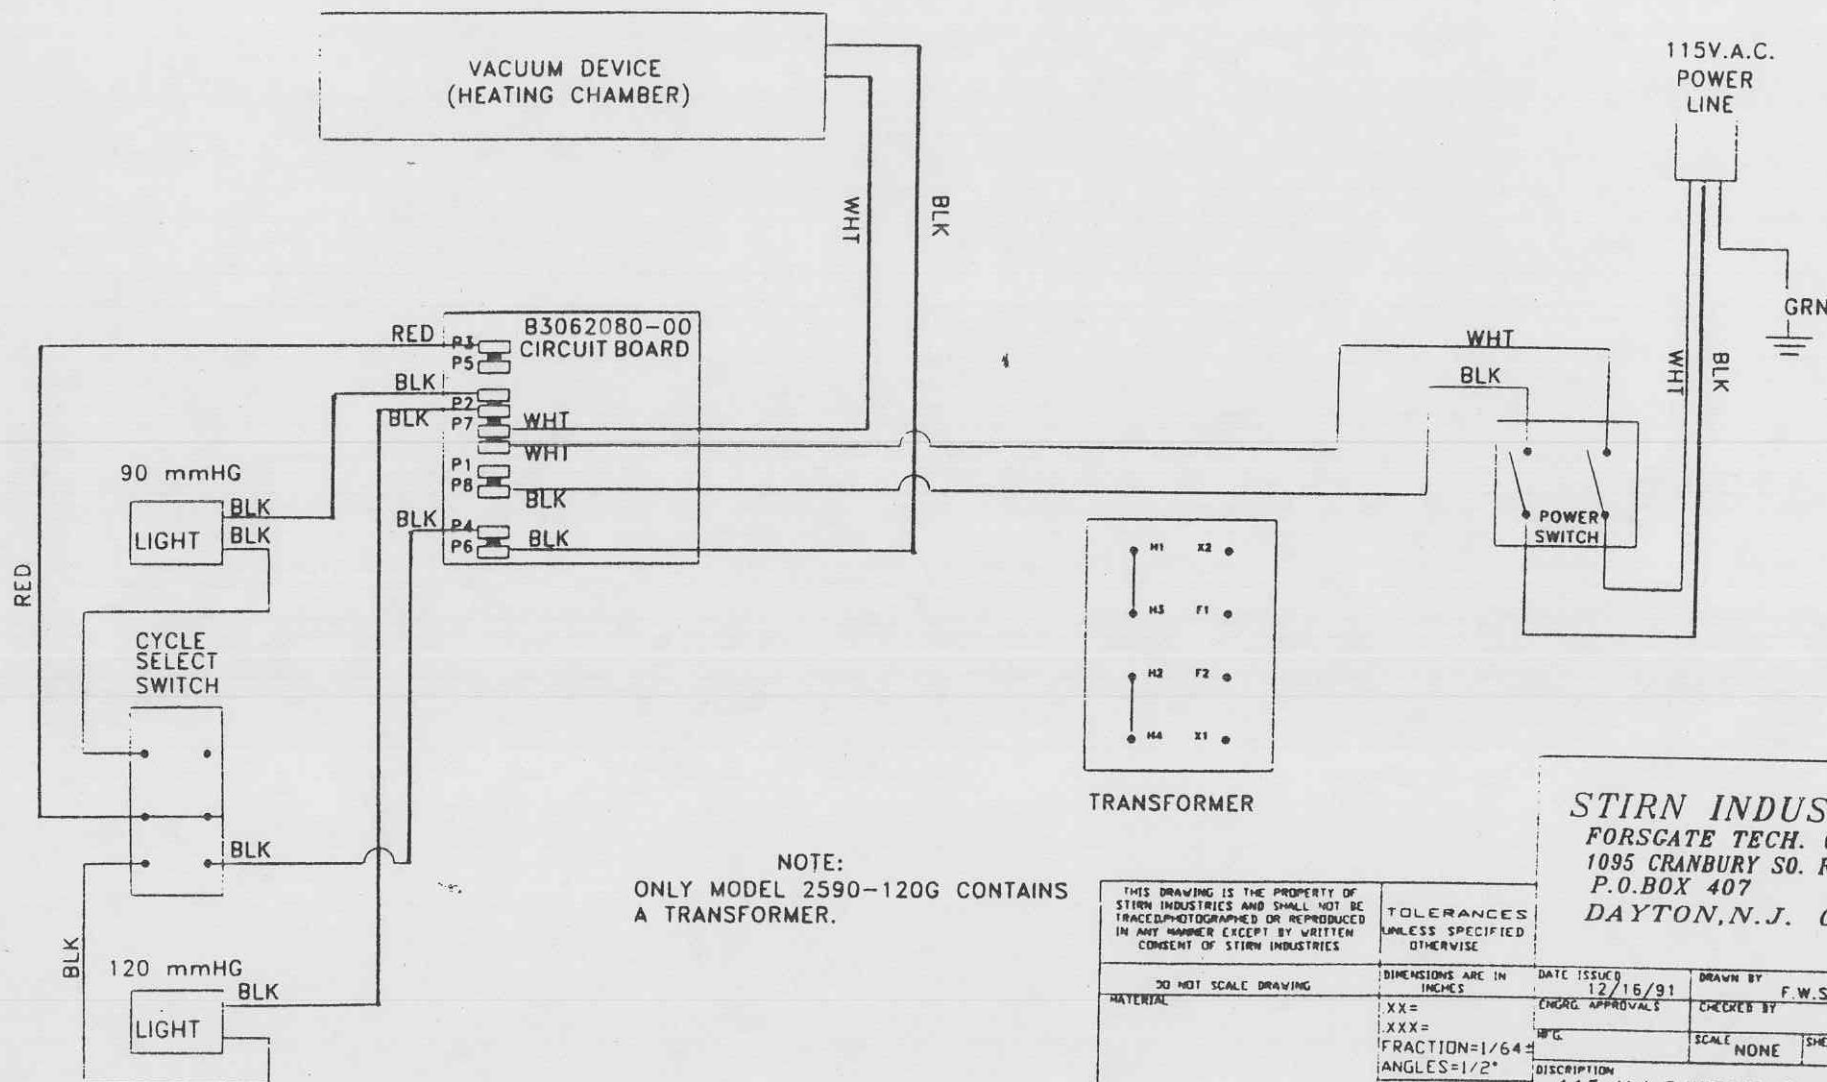 VACUUM DEVICE
(HEATING CHAMBER)
115V.A.C.
POWER
LINE
WHT
BLK
GRN
WHT
BLK
WHT
BLK
B3062080-00
CIRCUIT BOARD
RED
P3
P5
BLK
P2
BLK
P7
WHT
WHT
P1
P8
BLK
BLK
P4
P6
BLK
90 mmHG
LIGHT
BLK
BLK
RED
POWER
SWITCH
H1 X2
H3 F1
H2 F2
H4 X1
TRANSFORMER
CYCLE
SELECT
SWITCH
BLK
BLK
120 mmHG
LIGHT
BLK
NOTE:
ONLY MODEL 2590-120G CONTAINS
A TRANSFORMER.
STIRN INDUS
FORSGATE TECH.
1095 CRANBURY SO.
P.O.BOX 407
DAYTON, N.J.
THIS DRAWING IS THE PROPERTY OF
STIRN INDUSTRIES AND SHALL NOT BE
TRACED,PHOTOGRAPHED OR REPRODUCED
IN ANY MANNER EXCEPT BY WRITTEN
CONSENT OF STIRN INDUSTRIES
TOLERANCES
UNLESS SPECIFIED
OTHERWISE
DO NOT SCALE DRAWING
DIMENSIONS ARE IN
INCHES
DATE ISSUED
12/16/91
DRAWN BY
F.W.S
MATERIAL
.XX=
.XXX=
FRACTION=1/64±
ANGLES=1/2°
ENGRG. APPROVALS
CHECKED BY
MFG.
SCALE NONE
DISCRIPTION